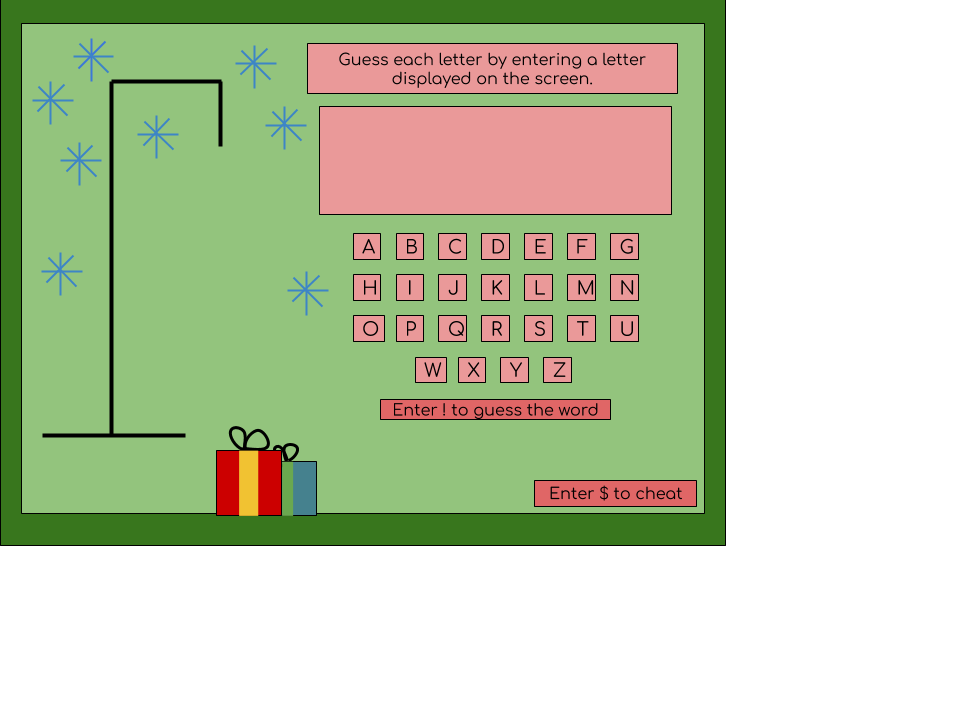 Guess each letter by entering a letter
displayed on the screen.
A B C D E F G
H I J K L M N
O P Q R S T U
W X Y Z
Enter ! to guess the word
Enter $ to cheat